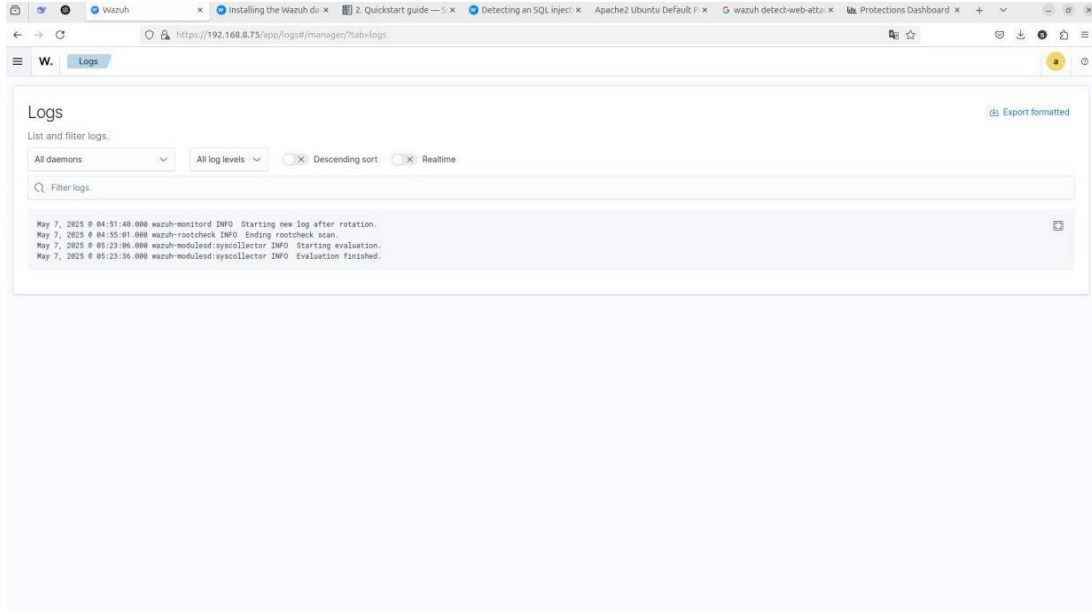 Wazuh
Installing the Wazuh da
2. Quickstart guide — S
Detecting an SQL inject
Apache2 Ubuntu Default P
wazuh detect-web-atta
Protections Dashboard
https://192.168.8.75/app/logs#/manager/?tab=logs
W.
Logs
a
Logs
Export formatted
List and filter logs.
All daemons
All log levels
Descending sort
Realtime
Filter logs
May 7, 2025 @ 04:51:40.000 wazuh-monitord INFO Starting new log after rotation.
May 7, 2025 @ 04:55:01.000 wazuh-rootcheck INFO Ending rootcheck scan.
May 7, 2025 @ 05:23:06.000 wazuh-modulesd:syscollector INFO Starting evaluation.
May 7, 2025 @ 05:23:36.000 wazuh-modulesd:syscollector INFO Evaluation finished.